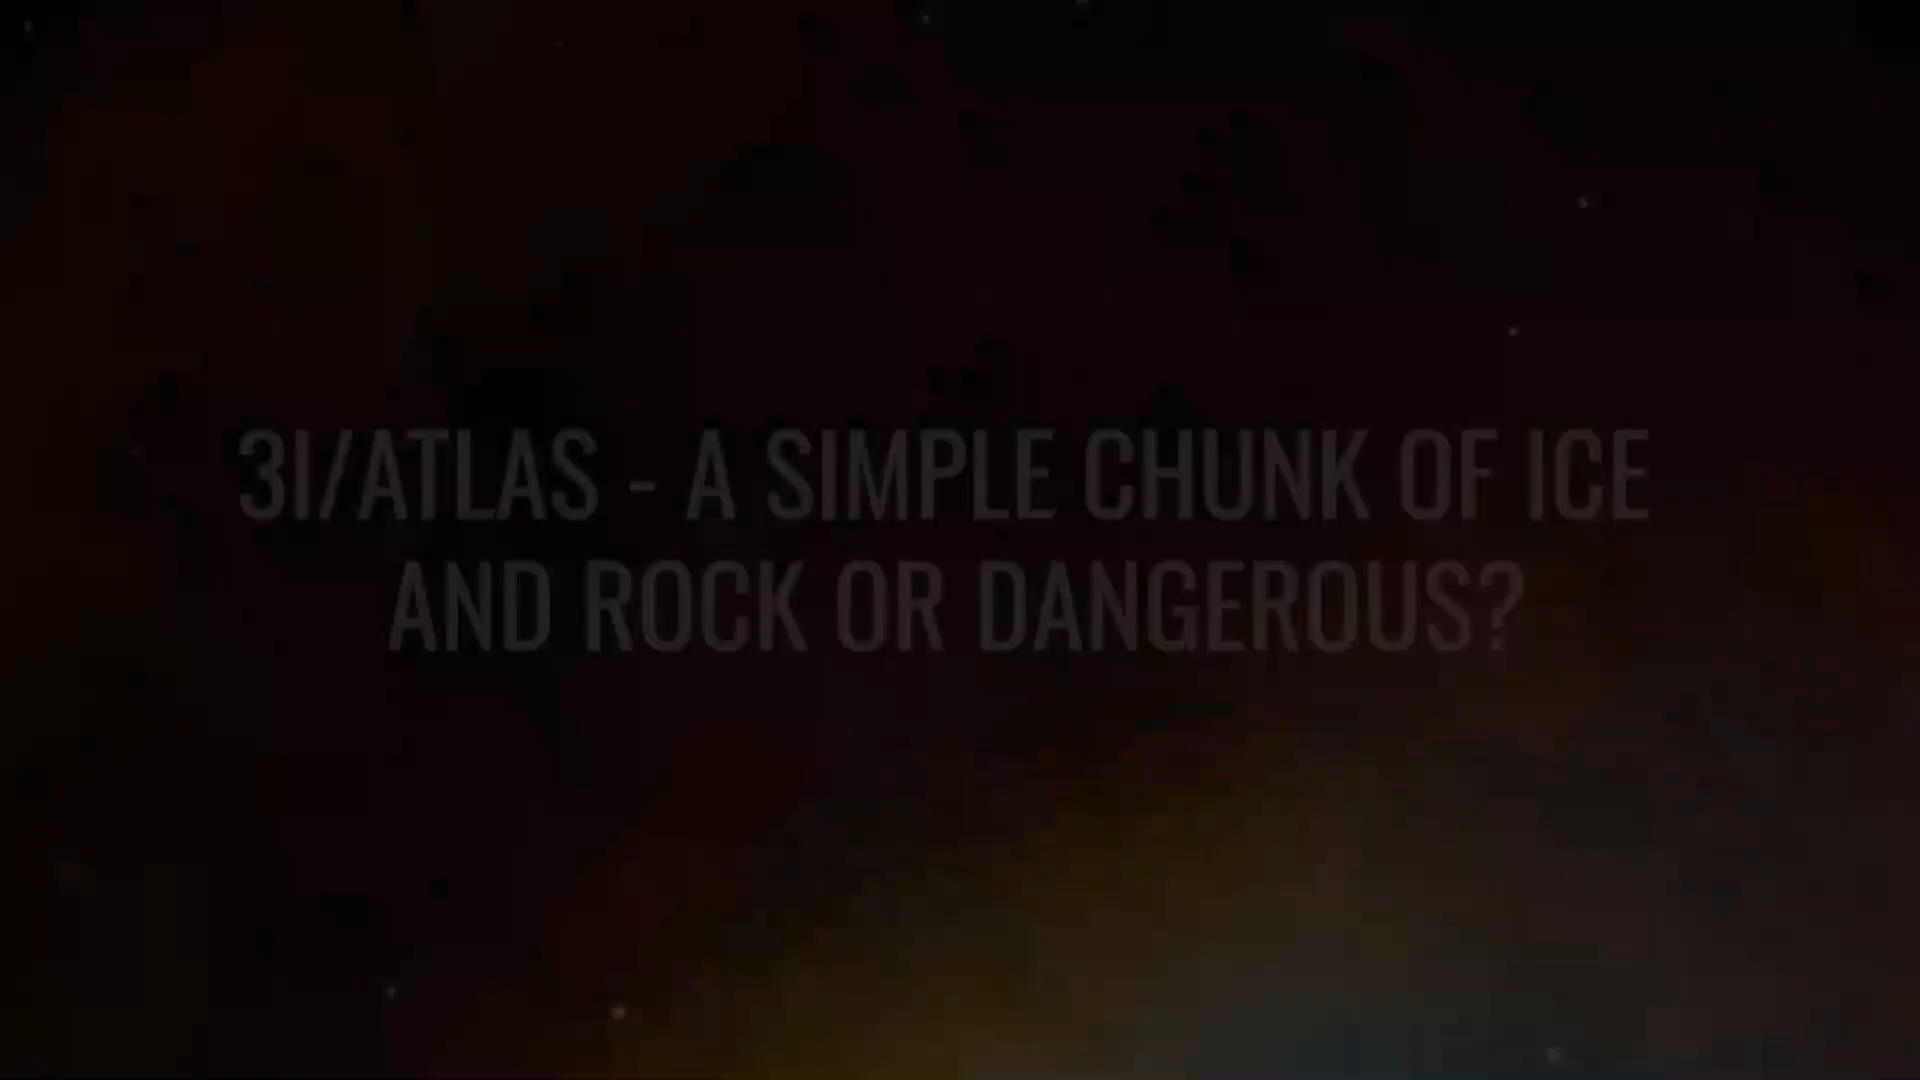 3I/ATLAS - A SIMPLE CHUNK OF ICE
AND ROCK OR DANGEROUS?